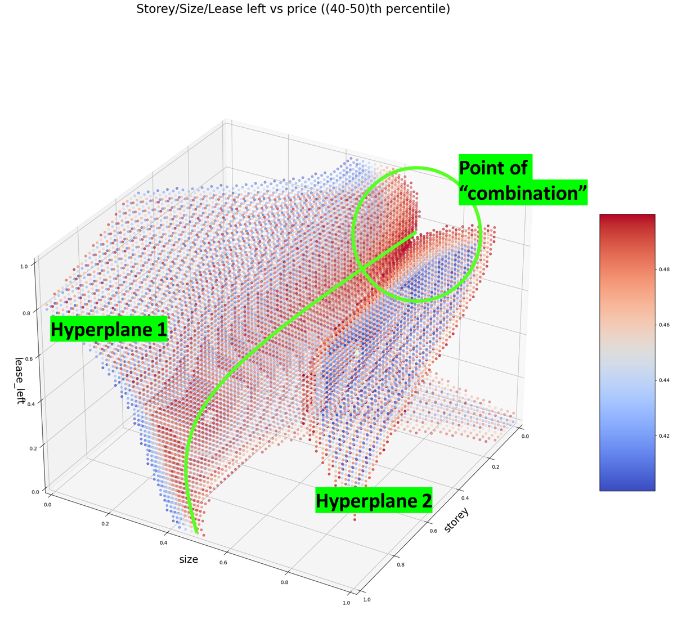 Storey/Size/Lease left vs price ((40-50)th percentile)
Point of
“combination”
0.48
0.46
0.44
0.42
Hyperplane 1
Hyperplane 2
lease_left
1.0
0.8
0.6
0.4
0.2
0.0
size
0.0
0.2
0.4
0.6
0.8
1.0
storey
0.0
0.2
0.4
0.6
0.8
1.0